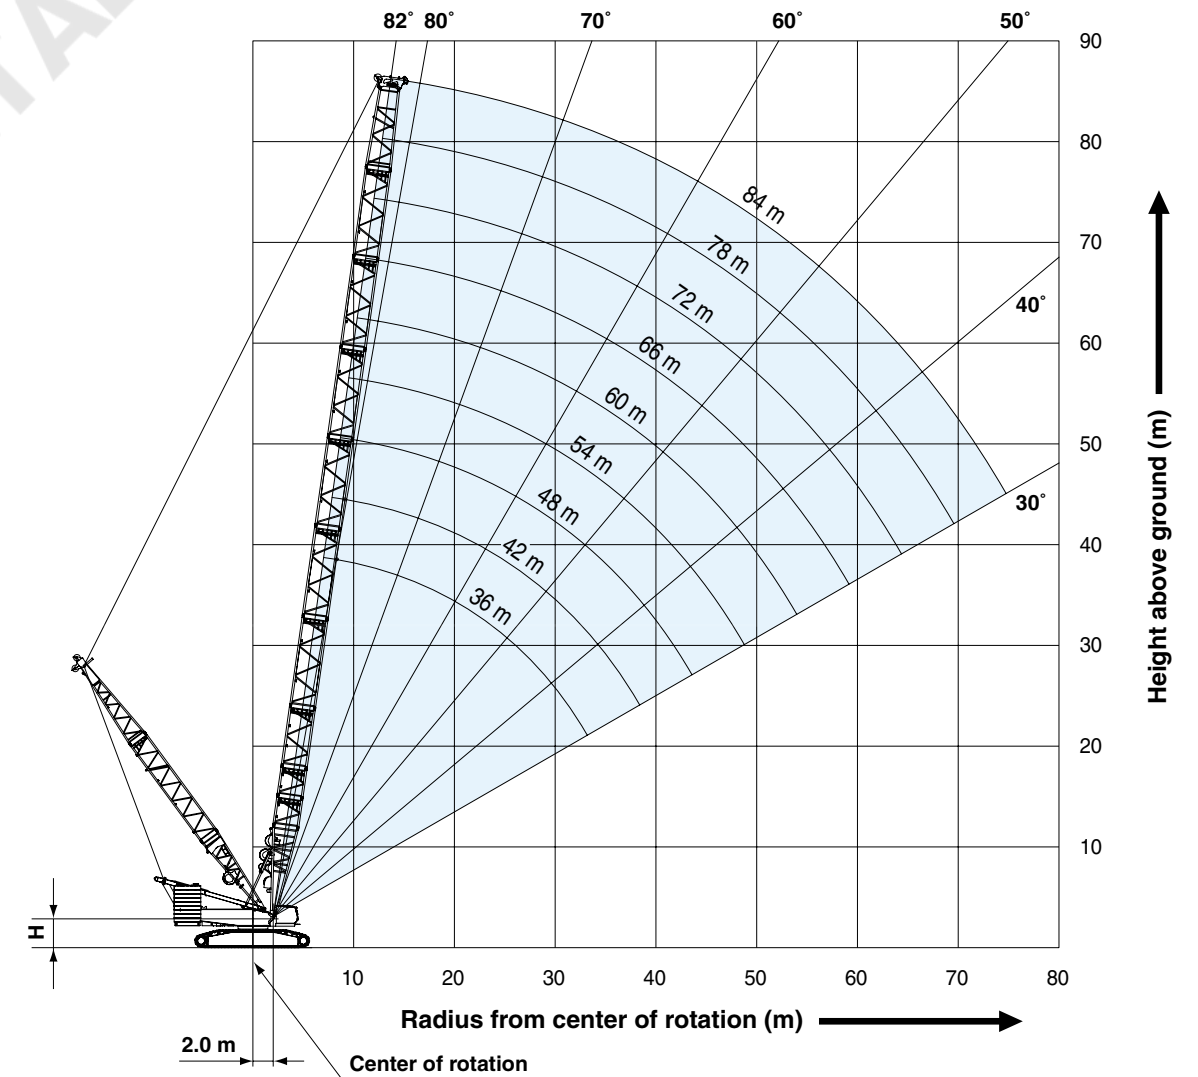 82° 80° 70° 60° 50°
90
80
84 m
78 m
70
72 m
40°
66 m
60
60 m
54 m
50
30°
48 m
42 m
40
36 m
30
20
10
H
10 20 30 40 50 60 70 80
Height above ground (m)
Radius from center of rotation (m)
2.0 m
Center of rotation